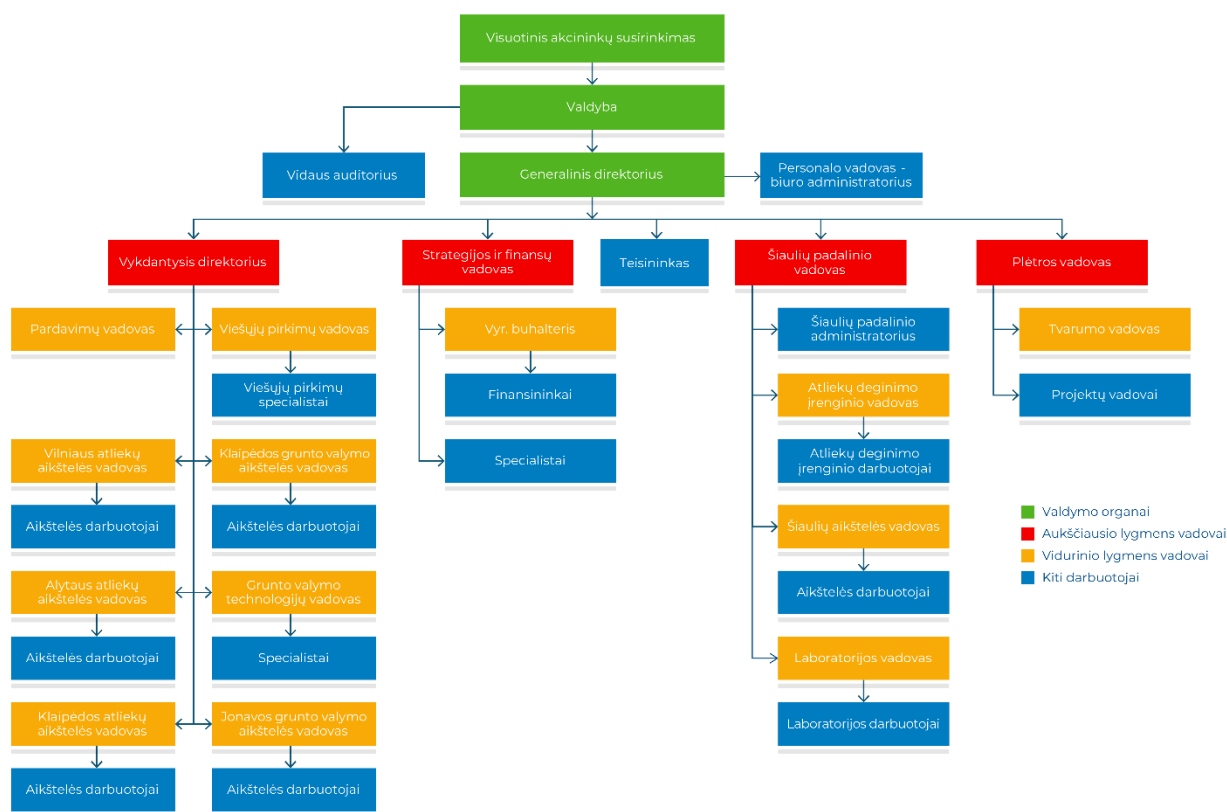 Visuotinis akcininkų susirinkimas
Valdyba
Vidaus auditorius
Generalinis direktorius
Personalo vadovas -
biuro administratorius
Vykdantysis direktorius
Strategijos ir finansų
vadovas
Teisininkas
Šiaulių padalinio
vadovas
Plėtros vadovas
Pardavimų vadovas
Viešųjų pirkimų vadovas
Viešųjų pirkimų
specialistai
Vilniaus atliekų
aikštelės vadovas
Klaipėdos grunto valymo
aikštelės vadovas
Aikštelės darbuotojai
Aikštelės darbuotojai
Alytaus atliekų
aikštelės vadovas
Grunto valymo
technologijų vadovas
Aikštelės darbuotojai
Specialistai
Klaipėdos atliekų
aikštelės vadovas
Jonavos grunto valymo
aikštelės vadovas
Aikštelės darbuotojai
Aikštelės darbuotojai
Vyr. buhalteris
Finansininkai
Specialistai
Šiaulių padalinio
administratorius
Atliekų deginimo
įrenginio vadovas
Atliekų deginimo
įrenginio darbuotojai
Šiaulių aikštelės vadovas
Aikštelės darbuotojai
Laboratorijos vadovas
Laboratorijos darbuotojai
Tvarumo vadovas
Projektų vadovai
Valdymo organai
Aukščiausio lygmens vadovai
Vidurinio lygmens vadovai
Kiti darbuotojai